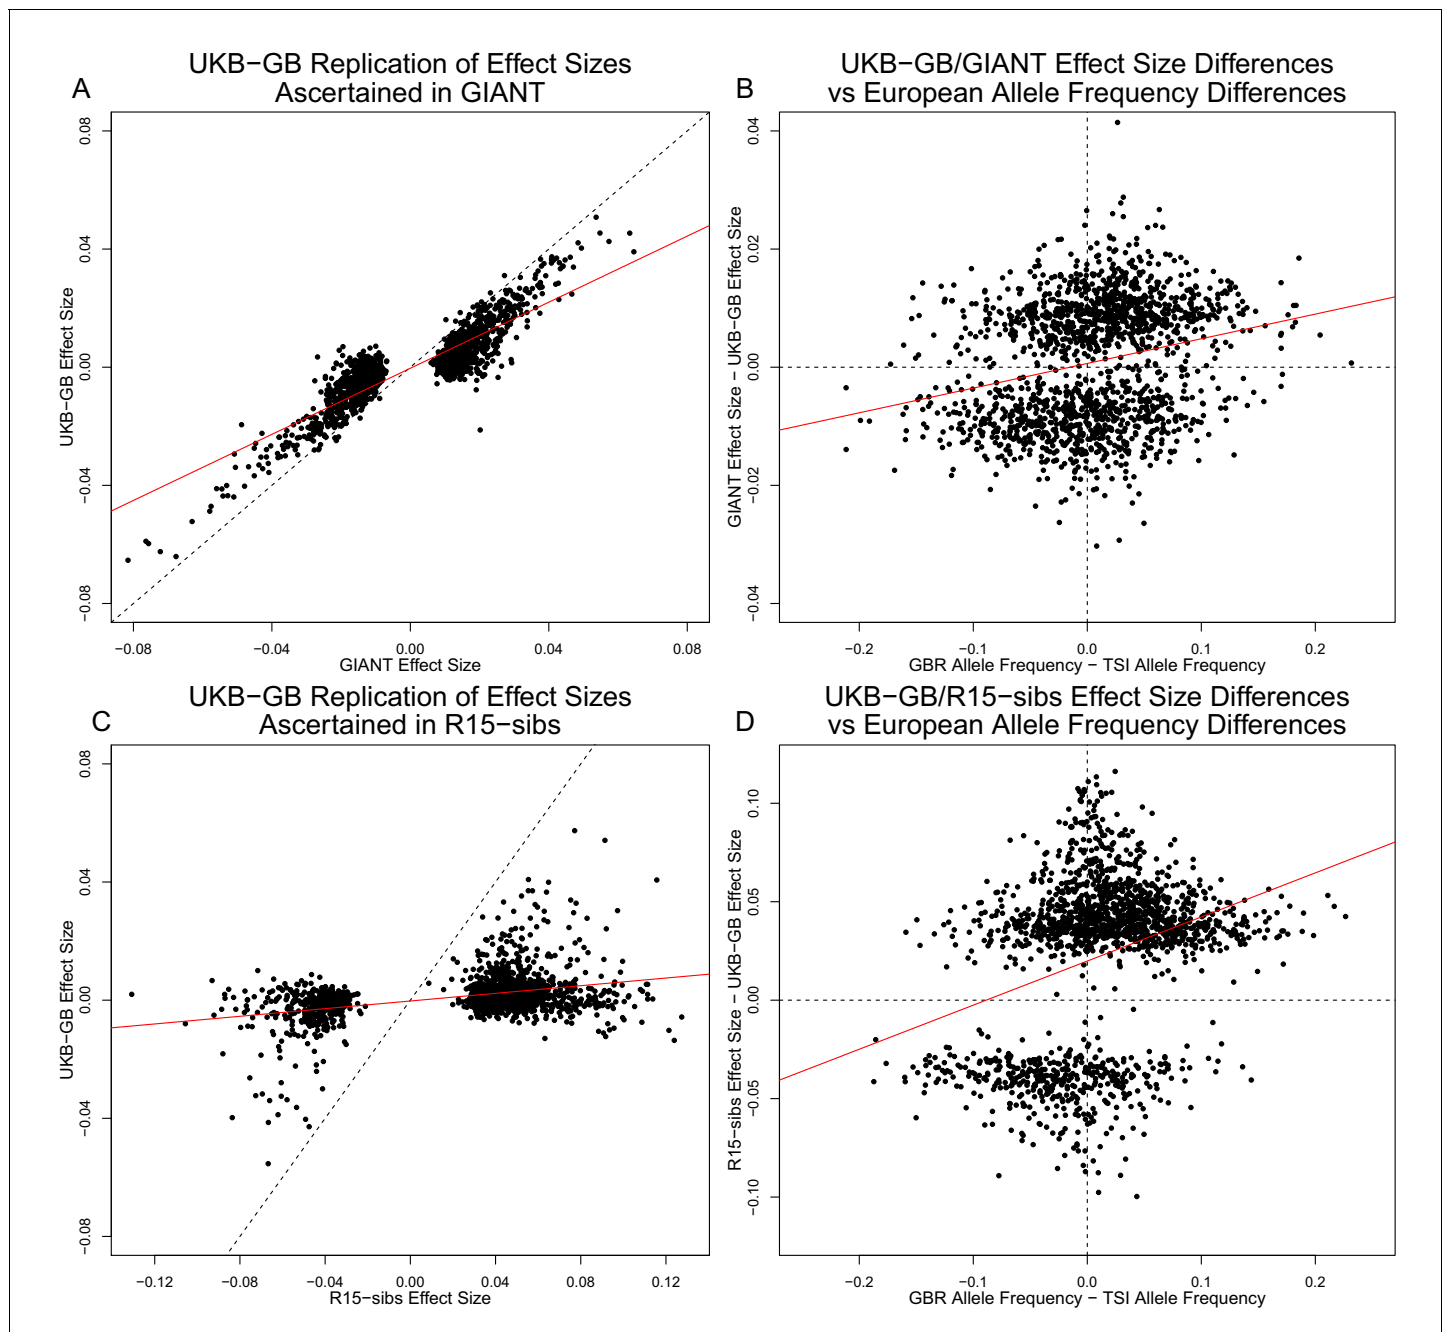 UKB−GB Replication of Effect Sizes
Ascertained in GIANT
A
UKB−GB Effect Size
0.08
0.04
0.00
−0.04
−0.08
−0.08 −0.04 0.00 0.04 0.08
GIANT Effect Size
UKB−GB/GIANT Effect Size Differences
vs European Allele Frequency Differences
B
GIANT Effect Size − UKB−GB Effect Size
0.04
0.02
0.00
−0.02
−0.04
−0.2 −0.1 0.0 0.1 0.2
GBR Allele Frequency − TSI Allele Frequency
UKB−GB Replication of Effect Sizes
Ascertained in R15−sibs
C
UKB−GB Effect Size
0.08
0.04
0.00
−0.04
−0.08
−0.12 −0.08 −0.04 0.00 0.04 0.08 0.12
R15−sibs Effect Size
UKB−GB/R15−sibs Effect Size Differences
vs European Allele Frequency Differences
D
R15−sibs Effect Size − UKB−GB Effect Size
0.10
0.05
0.00
−0.05
−0.10
−0.2 −0.1 0.0 0.1 0.2
GBR Allele Frequency − TSI Allele Frequency